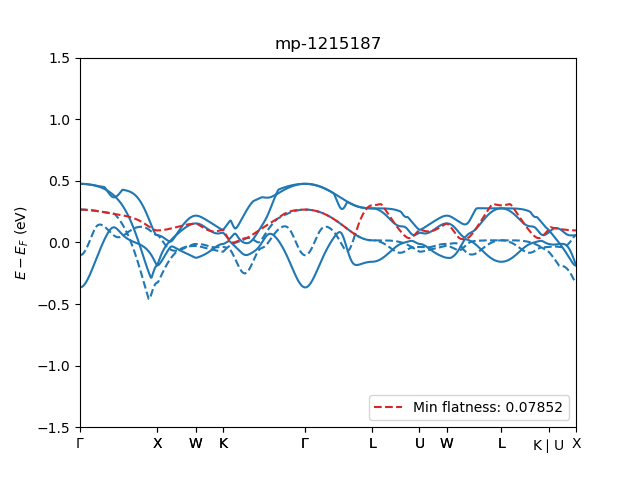 mp-1215187
E − E_F (eV)
1.5
1.0
0.5
0.0
−0.5
−1.0
−1.5
Min flatness: 0.07852
Γ X W K Γ L U W L K | U X